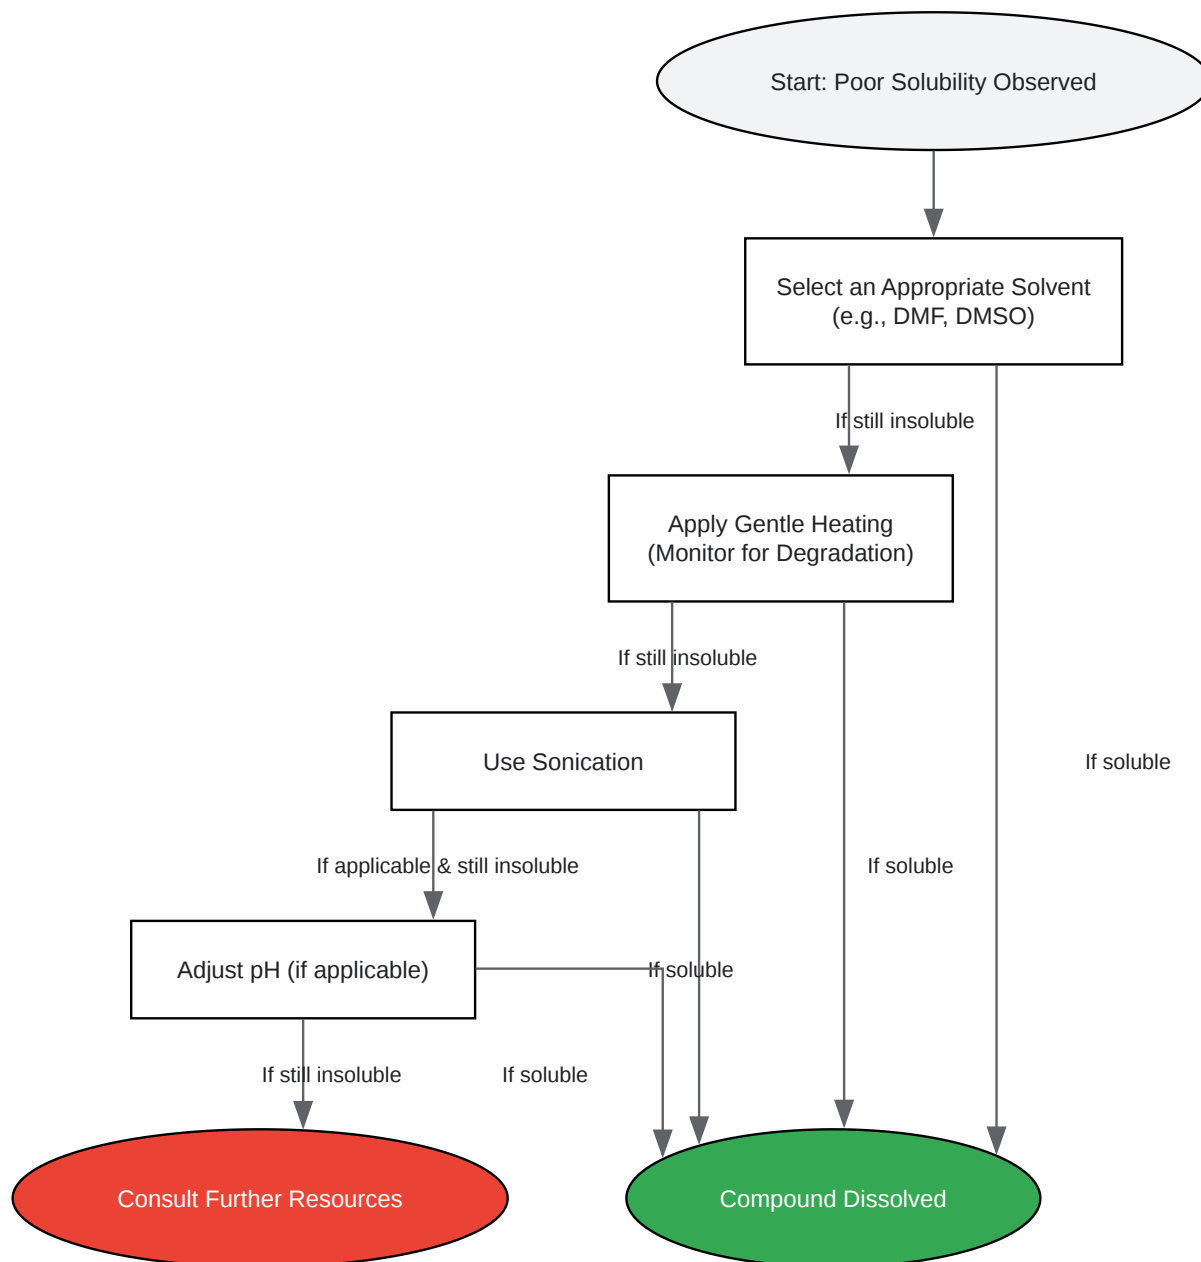 Start: Poor Solubility Observed
Select an Appropriate Solvent
(e.g., DMF, DMSO)
If still insoluble
Apply Gentle Heating
(Monitor for Degradation)
If still insoluble
Use Sonication
If soluble
If applicable & still insoluble
If soluble
Adjust pH (if applicable)
If soluble
If still insoluble
If soluble
Consult Further Resources
Compound Dissolved